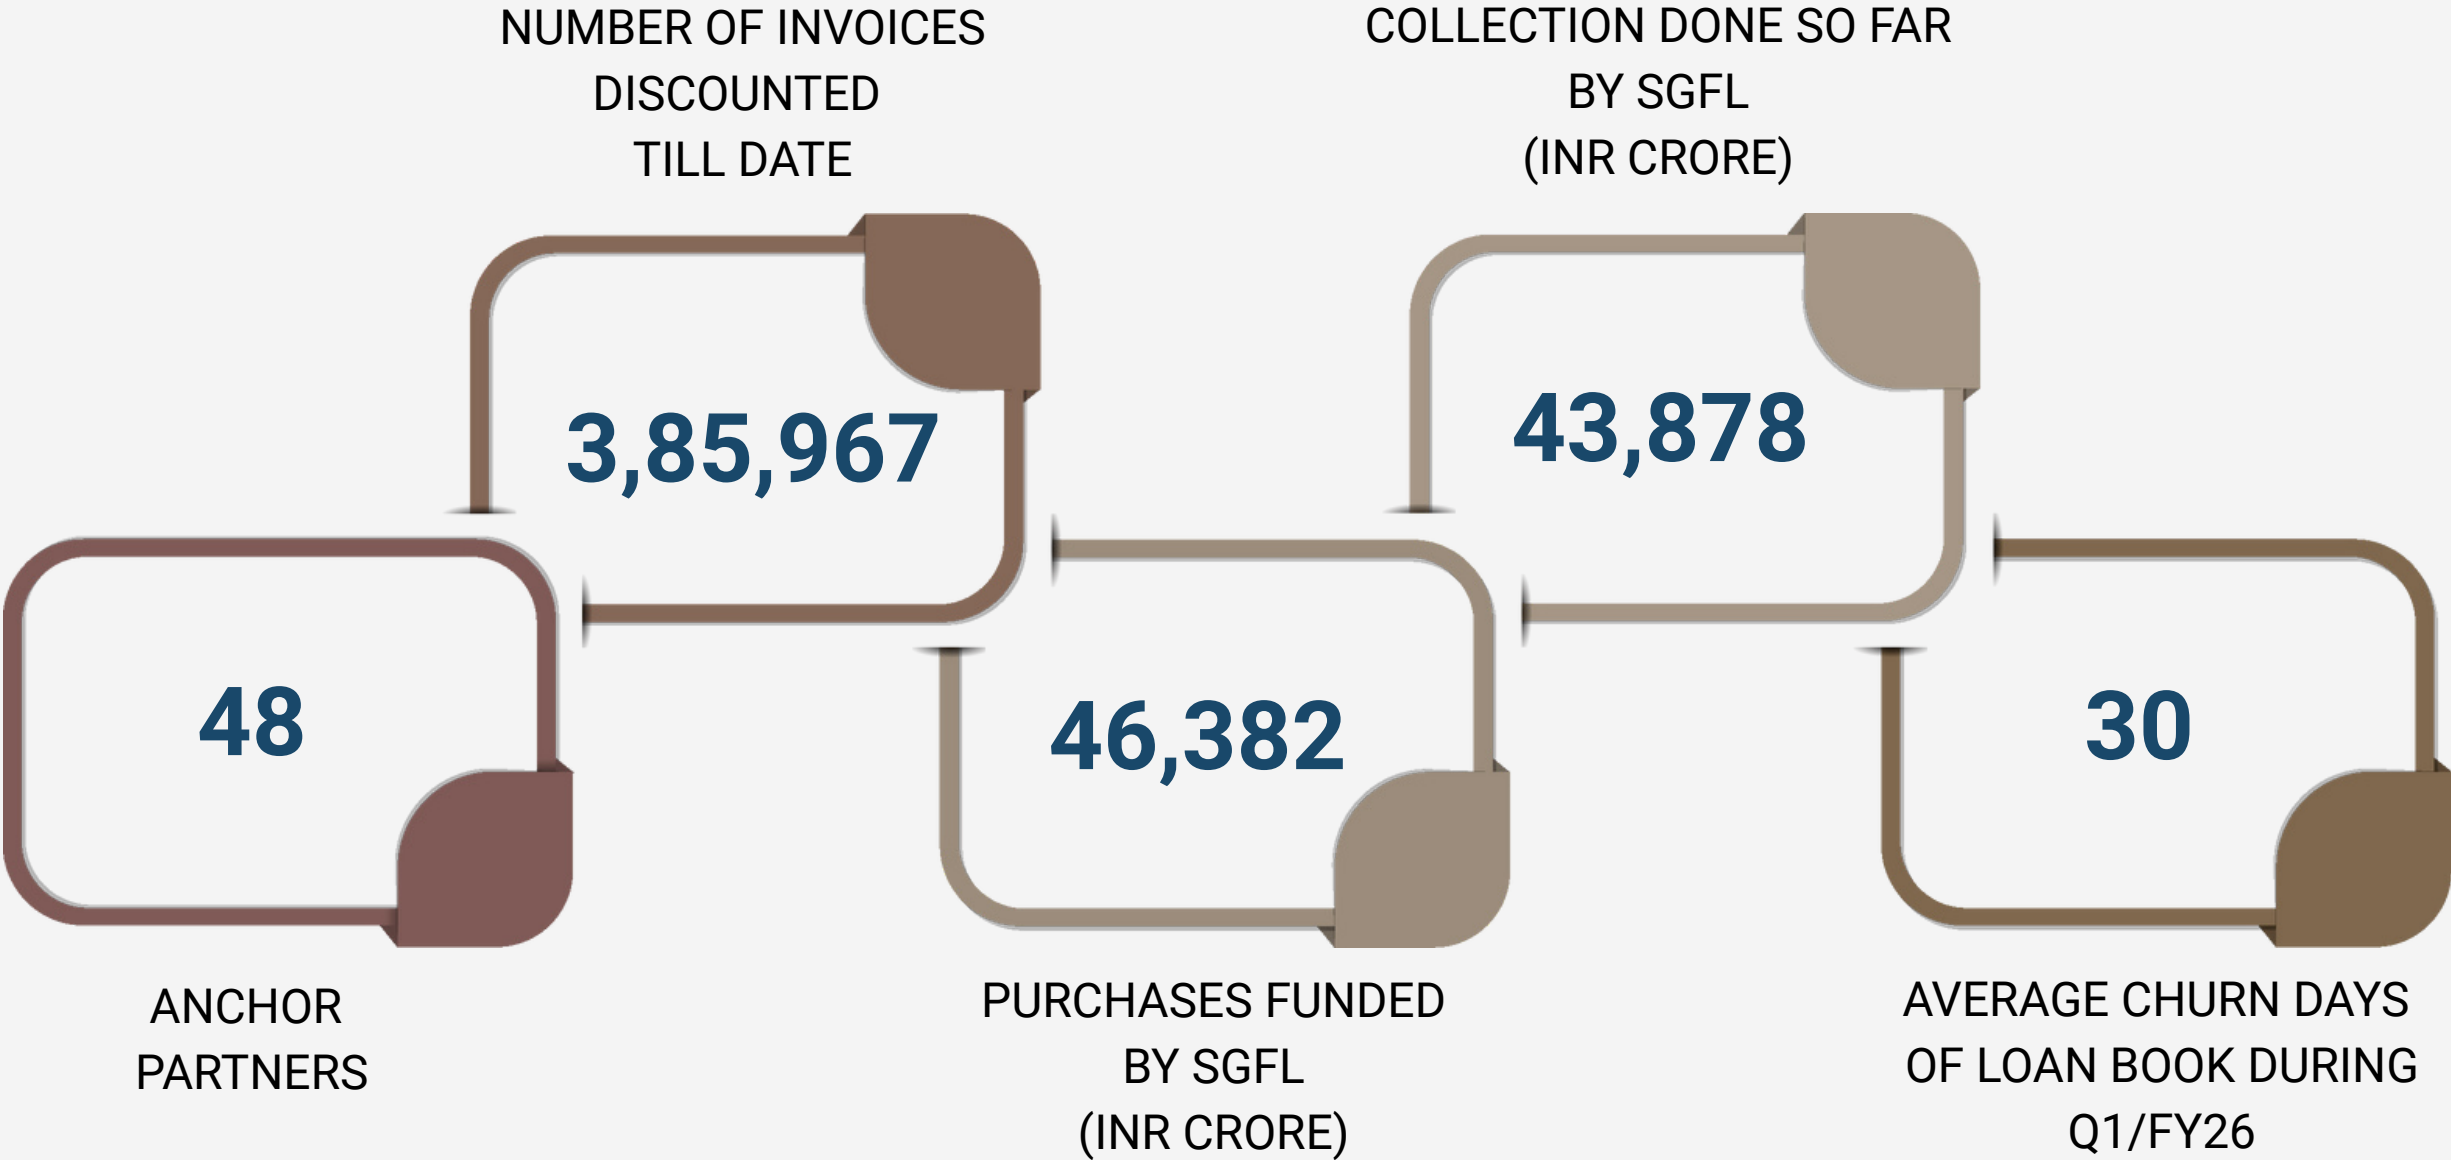 NUMBER OF INVOICES
DISCOUNTED
TILL DATE
3,85,967
COLLECTION DONE SO FAR
BY SGFL
(INR CRORE)
43,878
48
ANCHOR
PARTNERS
46,382
PURCHASES FUNDED
BY SGFL
(INR CRORE)
30
AVERAGE CHURN DAYS
OF LOAN BOOK DURING
Q1/FY26